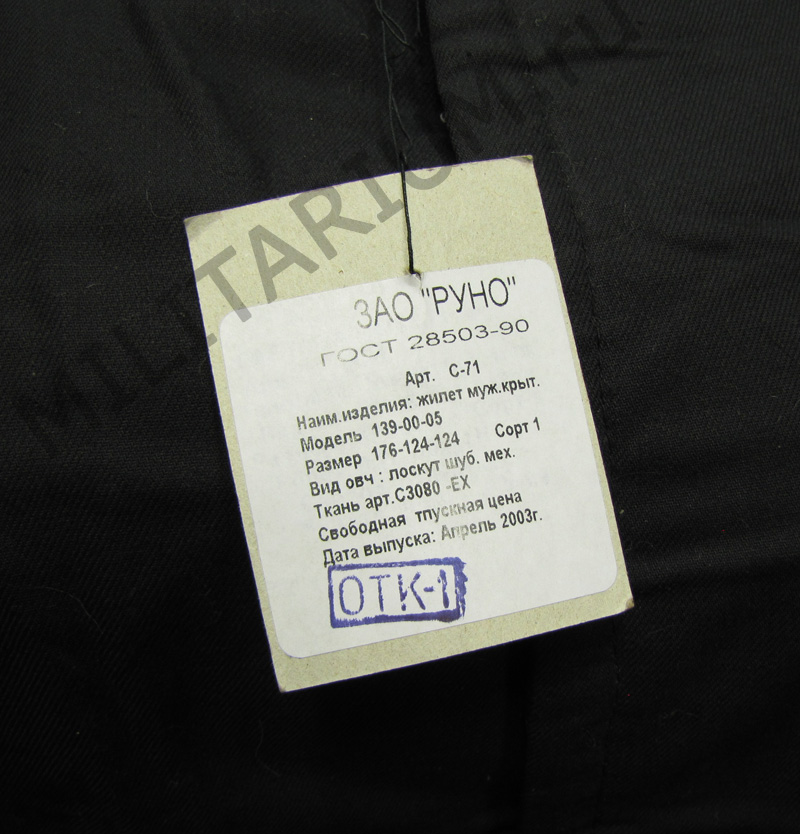 MILITARIUM.ru
ЗАО "РУНО"
ГОСТ 28503-90
Арт. С-71
Наим.изделия: жилет муж.крыт.
Модель 139-00-05
Размер 176-124-124 Сорт 1
Вид овч : лоскут шуб. мех.
Ткань арт.С3080 -ЕХ
Свободная тпускная цена
Дата выпуска: Апрель 2003г.
ОТК-1